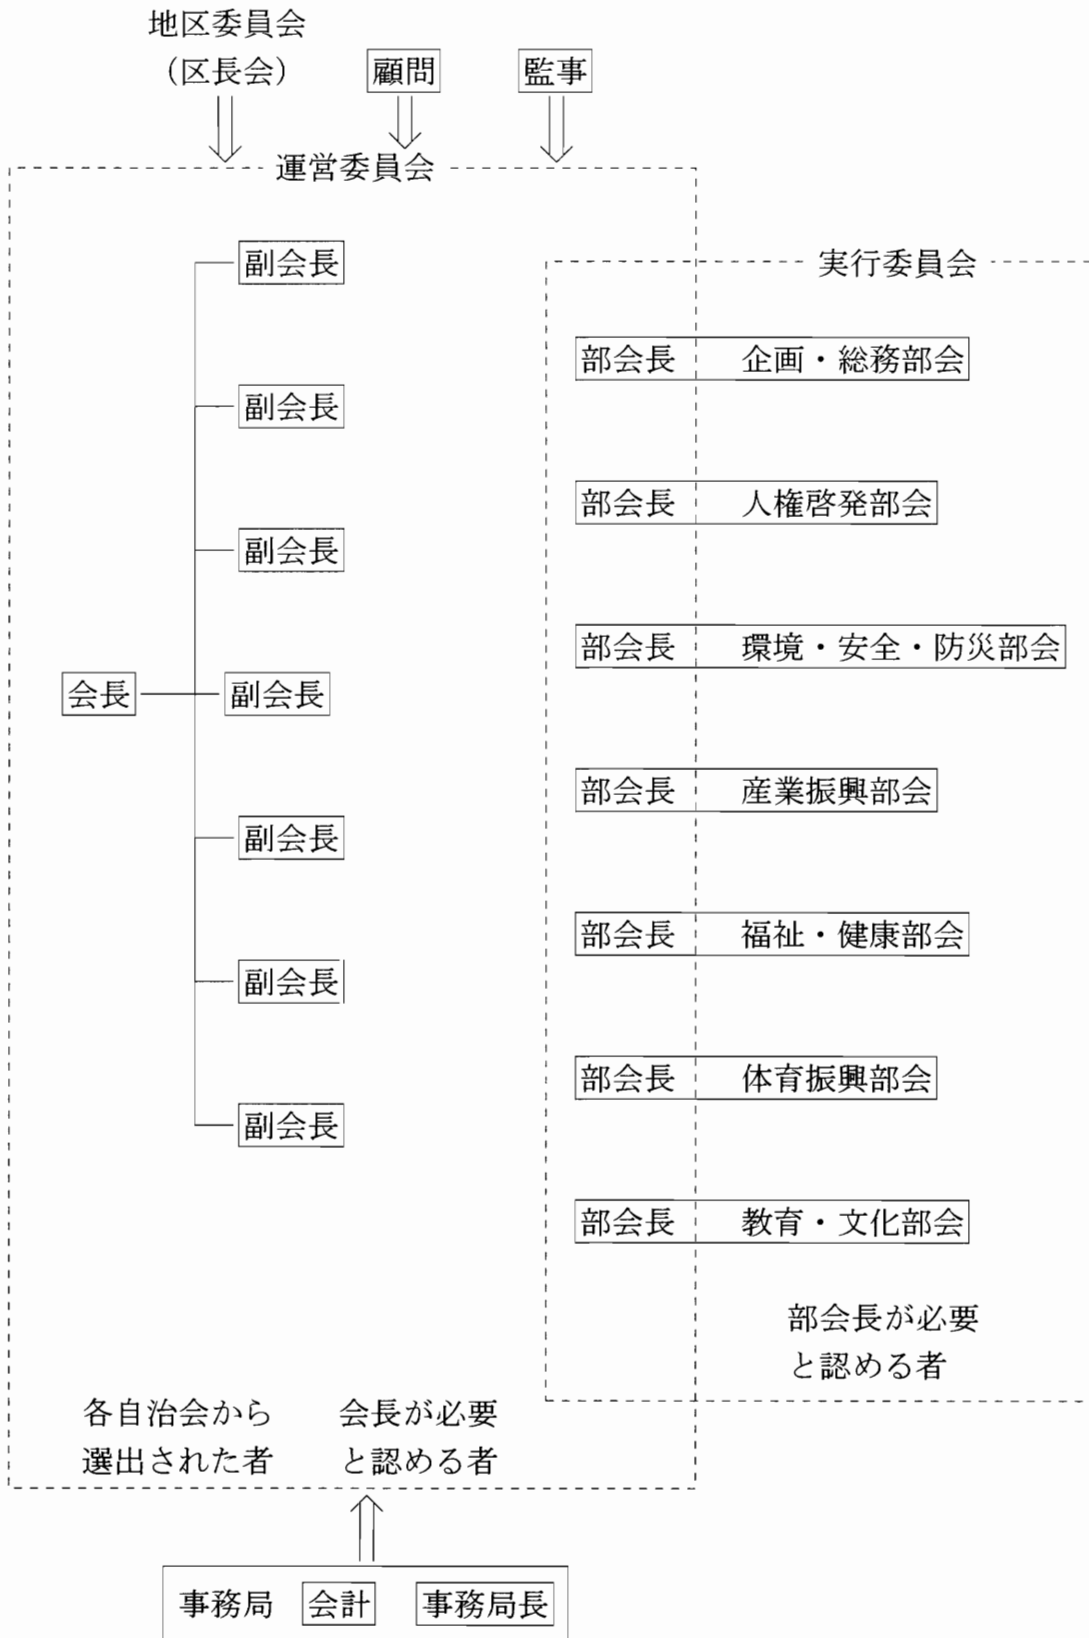 地区委員会
（区長会）
顧問
監事
運営委員会
副会長
実行委員会
部会長 企画・総務部会
副会長
部会長 人権啓発部会
副会長
部会長 環境・安全・防災部会
会長
副会長
部会長 産業振興部会
副会長
部会長 福祉・健康部会
副会長
部会長 体育振興部会
副会長
部会長 教育・文化部会
部会長が必要
と認める者
各自治会から
選出された者
会長が必要
と認める者
事務局 会計 事務局長